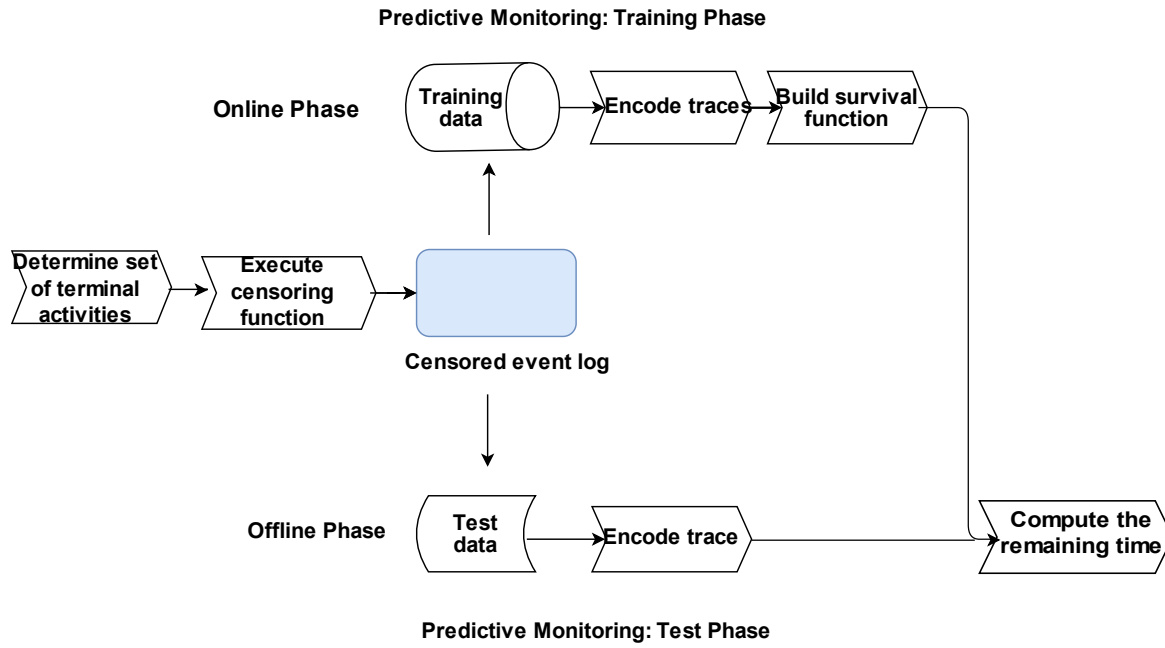 Predictive Monitoring: Training Phase
Online Phase
Training
data
Encode traces
Build survival
function
Determine set
of terminal
activities
Execute
censoring
function
Censored event log
Offline Phase
Test
data
Encode trace
Compute the
remaining time
Predictive Monitoring: Test Phase